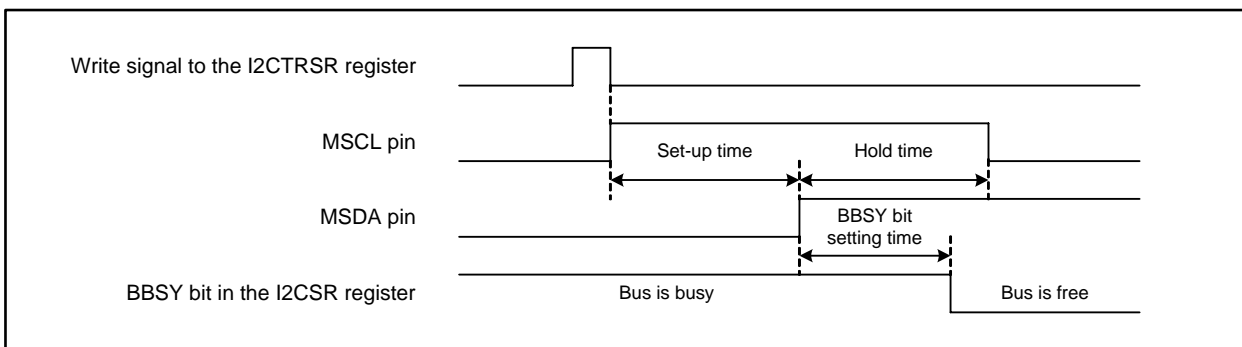 Write signal to the I2CTRSR register
MSCL pin
Set-up time
Hold time
MSDA pin
BBSY bit
setting time
BBSY bit in the I2CSR register
Bus is busy
Bus is free